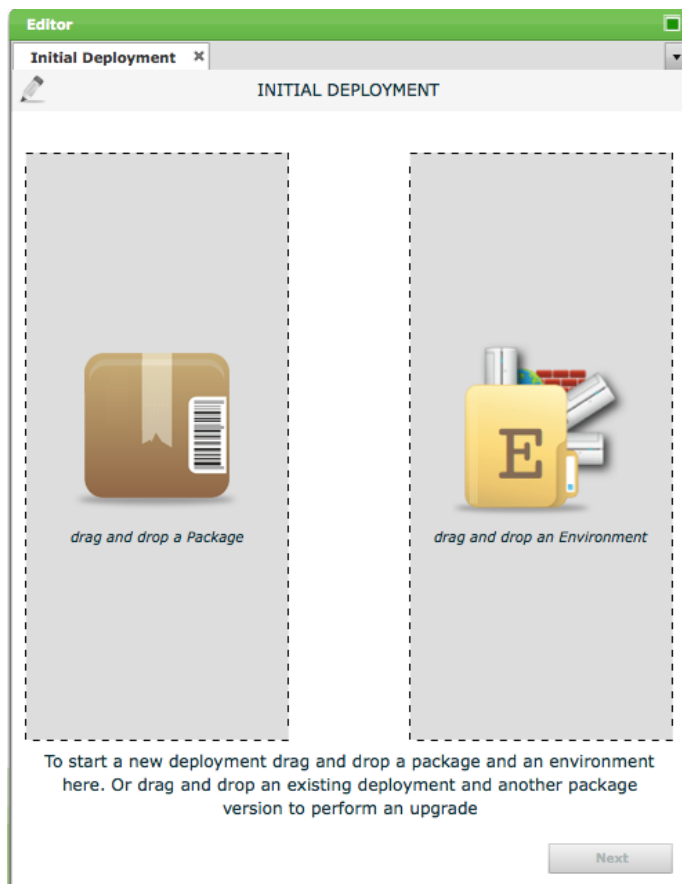 Editor
Initial Deployment
INITIAL DEPLOYMENT
E
drag and drop a Package
drag and drop an Environment
To start a new deployment drag and drop a package and an environment
here. Or drag and drop an existing deployment and another package
version to perform an upgrade
Next